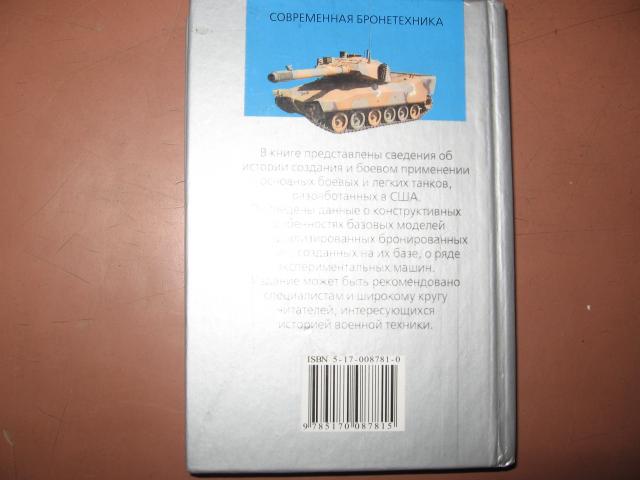 СОВРЕМЕННАЯ БРОНЕТЕХНИКА
В книге представлены сведения об
истории создания и боевом применении
основных боевых и легких танков,
разработанных в США.
данные о конструктивных
особенностях базовых моделей
бронированных
созданных на их базе, о ряде
экспериментальных машин.
Издание может быть рекомендовано
специалистам и широкому кругу
читателей, интересующихся
историей военной техники.
ISBN 5-17-008781-0
9 785170 087815